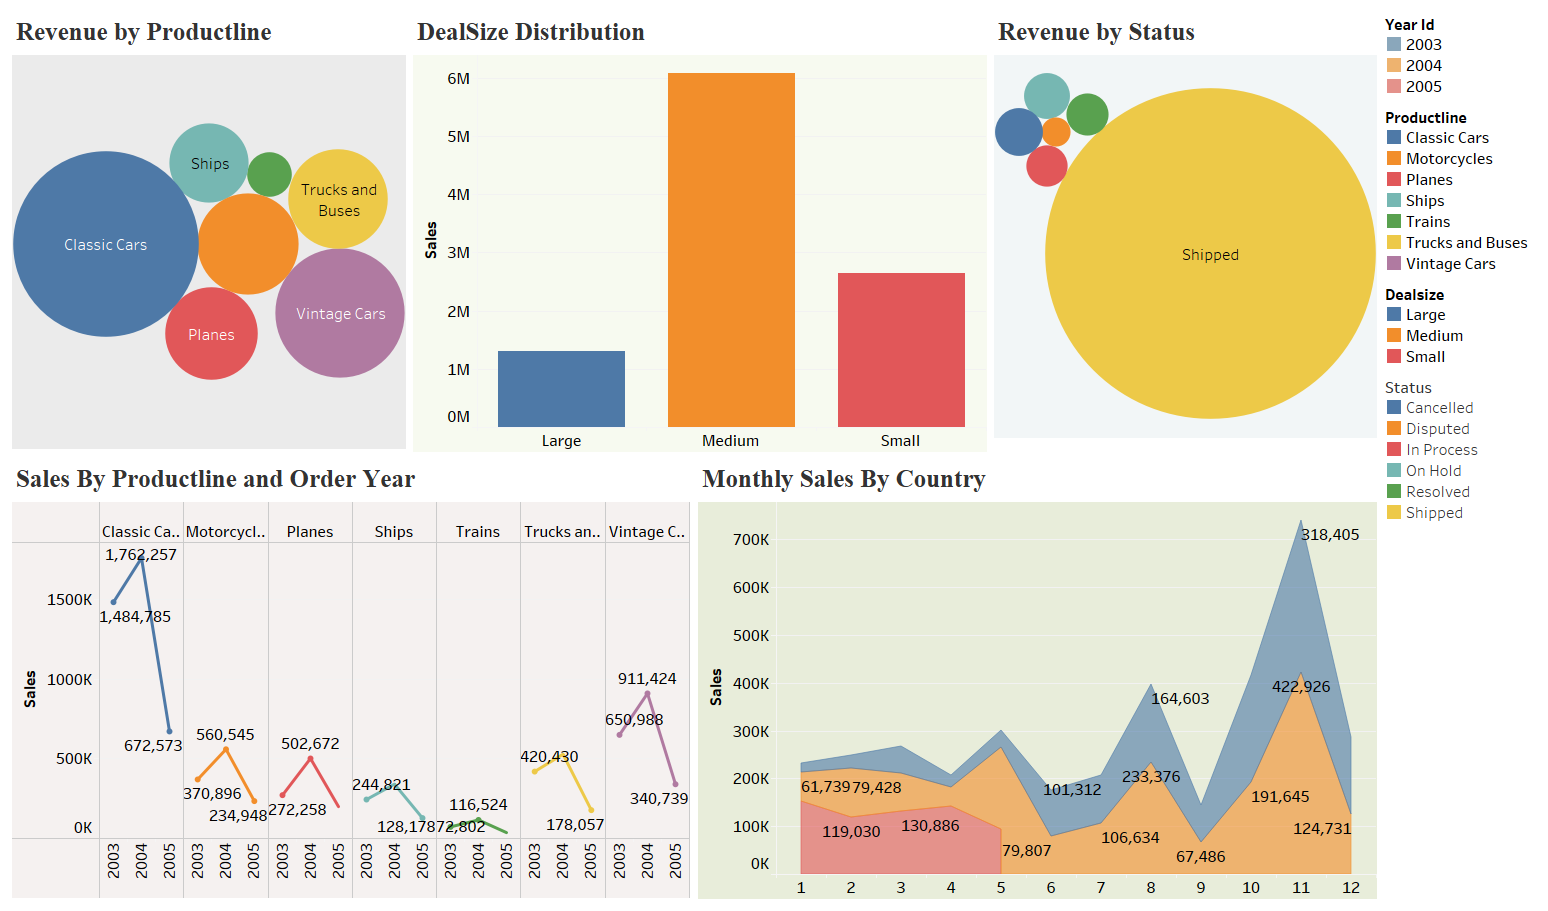 Revenue by Productline
Classic Cars
Ships
Trucks and
Buses
Planes
Vintage Cars
DealSize Distribution
Sales
6M
5M
4M
3M
2M
1M
0M
Large
Medium
Small
Revenue by Status
Shipped
Year Id
2003
2004
2005
Productline
Classic Cars
Motorcycles
Planes
Ships
Trains
Trucks and Buses
Vintage Cars
Dealsize
Large
Medium
Small
Status
Cancelled
Disputed
In Process
On Hold
Resolved
Shipped
Sales By Productline and Order Year
Classic Ca.. Motorcycl.. Planes Ships Trains Trucks an.. Vintage C..
Sales
1500K
1000K
500K
0K
1,762,257
1,484,785
672,573
560,545
370,896
234,948
502,672
272,258
244,821
128,178
116,524
72,802
420,430
178,057
911,424
650,988
340,739
2003 2004 2005 2003 2004 2005 2003 2004 2005 2003 2004 2005 2003 2004 2005 2003 2004 2005 2003 2004 2005
Monthly Sales By Country
Sales
700K
600K
500K
400K
300K
200K
100K
0K
318,405
422,926
164,603
233,376
61,739
79,428
101,312
191,645
119,030
130,886
124,731
106,634
79,807
67,486
1 2 3 4 5 6 7 8 9 10 11 12